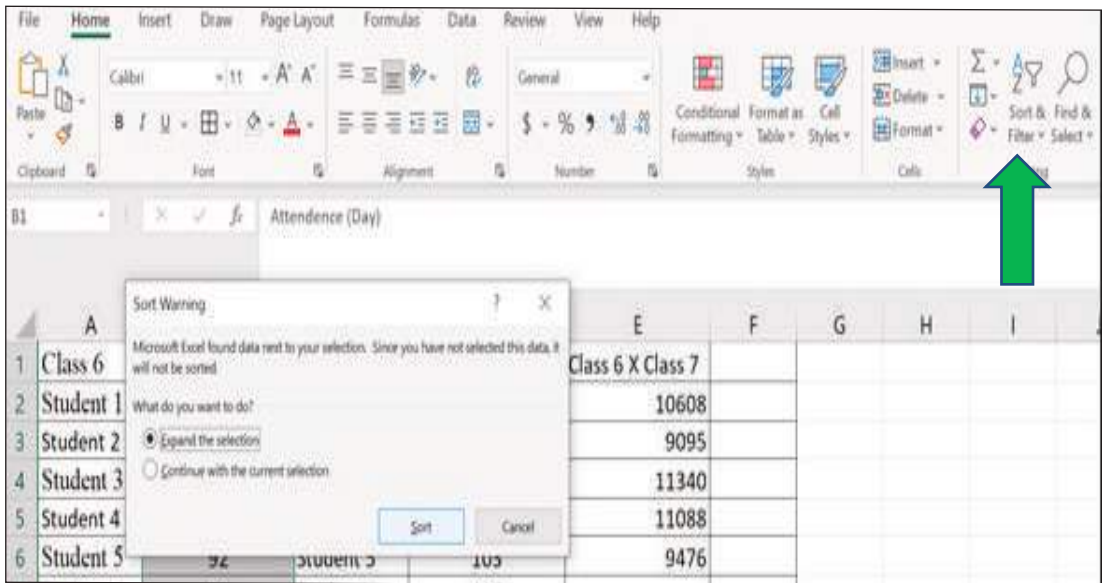 File Home Insert Draw Page Layout Formulas Data Review View Help
Calibri 11 A A General Insert
Paste B I U A $ % Conditional Format as Cell Delete Sort & Find &
Formatting Table Styles Format Filter Select
Clipboard Font Alignment Number Styles Cells
B1 fx Attendence (Day)
Sort Warning ? X
A E F G H I
Microsoft Excel found data next to your selection. Since you have not selected this data, it
will not be sorted.
1 Class 6 Class 6 X Class 7
What do you want to do?
2 Student 1 10608
Expand the selection
3 Student 2 9095
Continue with the current selection
4 Student 3 11340
Sort Cancel
5 Student 4 11088
6 Student 5 92 Student 5 103 9476